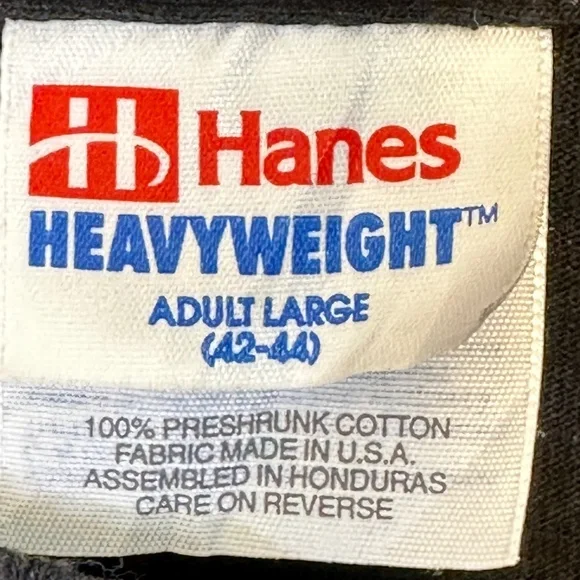 H Hanes
HEAVYWEIGHT™
ADULT LARGE
(42-44)
100% PRESHRUNK COTTON
FABRIC MADE IN U.S.A.
ASSEMBLED IN HONDURAS
CARE ON REVERSE